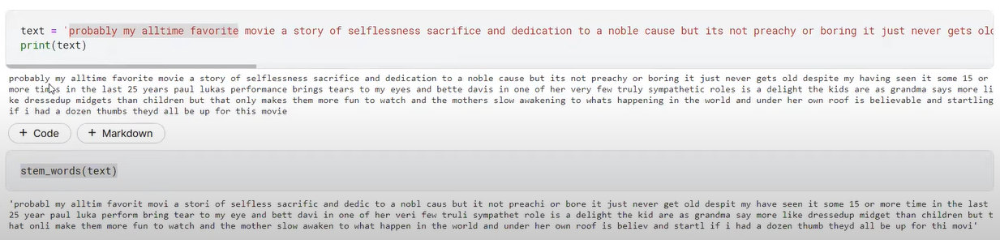 text = 'probably my alltime favorite movie a story of selflessness sacrifice and dedication to a noble cause but its not preachy or boring it just never gets old
print(text)
probably my alltime favorite movie a story of selflessness sacrifice and dedication to a noble cause but its not preachy or boring it just never gets old despite my having seen it some 15 or
more times in the last 25 years paul lukas performance brings tears to my eyes and bette davis in one of her very few truly sympathetic roles is a delight the kids are as grandma says more li
ke dressedup midgets than children but that only makes them more fun to watch and the mothers slow awakening to whats happening in the world and under her own roof is believable and startling
if i had a dozen thumbs theyd all be up for this movie
+ Code + Markdown
stem_words(text)
'probabl my alltim favorit movi a stori of selfless sacrific and dedic to a nobl caus but it not preachi or bore it just never get old despit my have seen it some 15 or more time in the last
25 year paul luka perform bring tear to my eye and bett davi in one of her veri few truli sympathet role is a delight the kid are as grandma say more like dressedup midget than children but t
hat onli make them more fun to watch and the mother slow awaken to what happen in the world and under her own roof is believ and startl if i had a dozen thumb theyd all be up for thi movi'